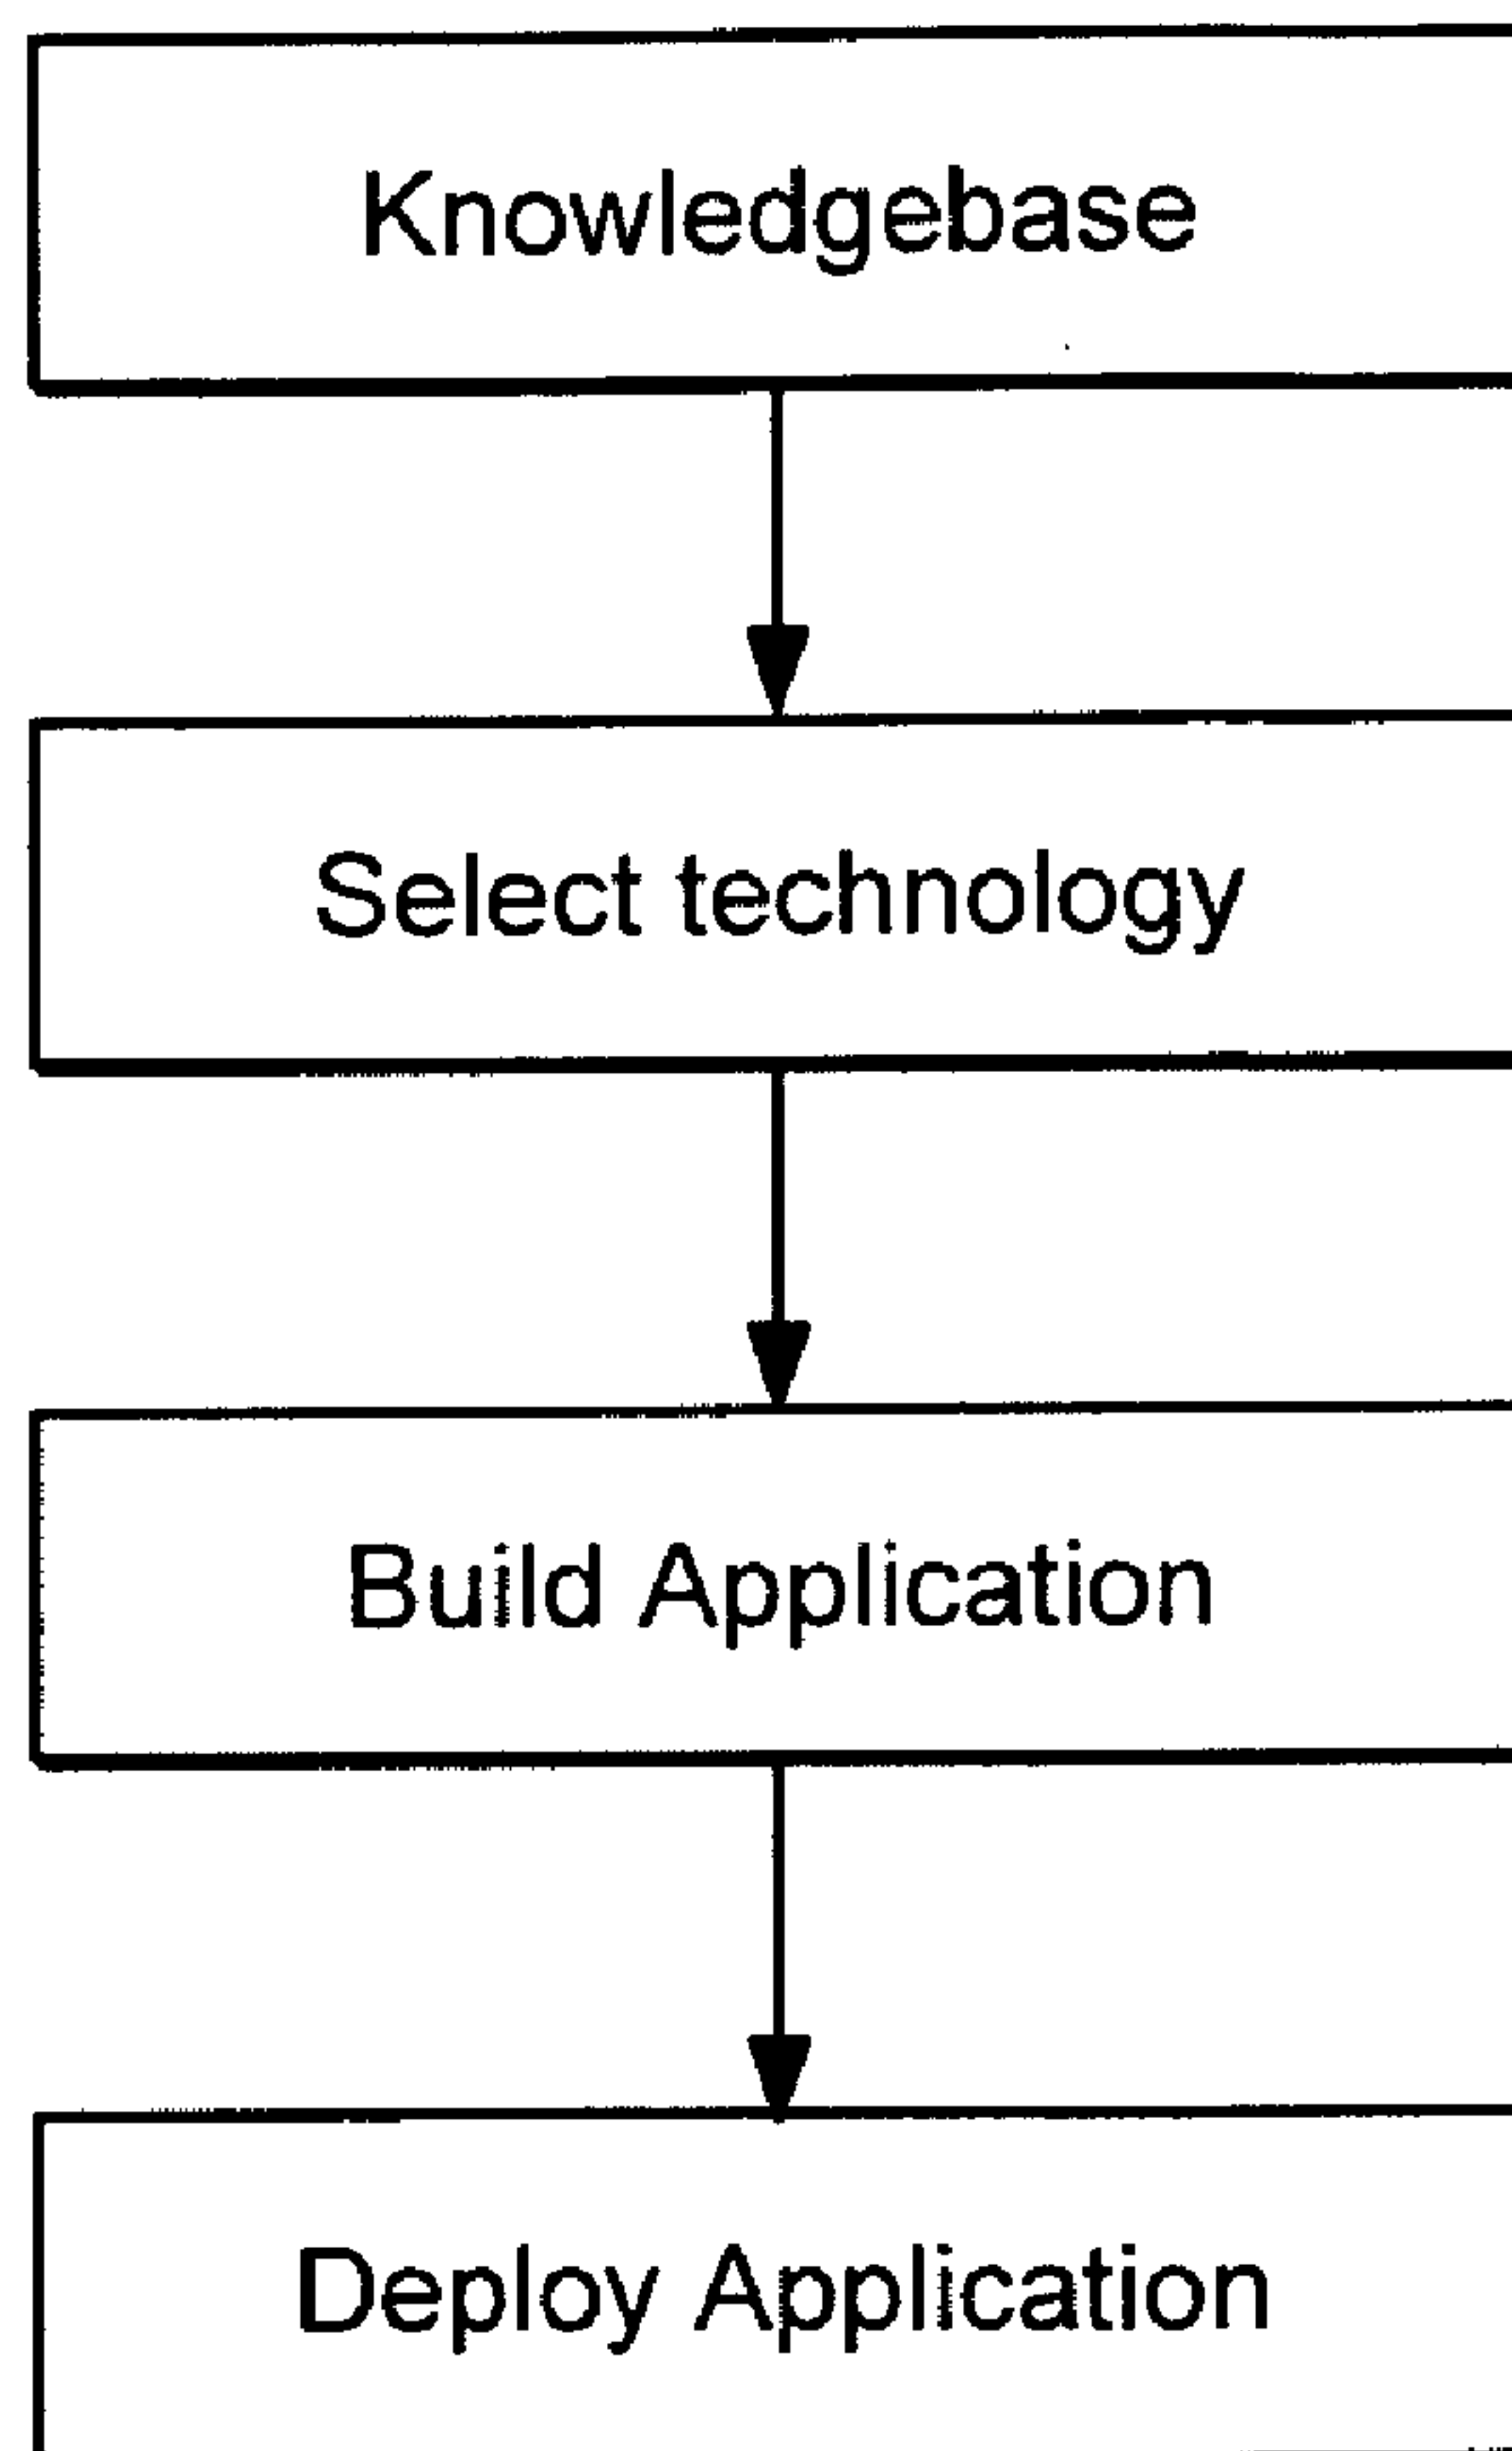 Knowledgebase
Select technology
Build Application
Deploy Application